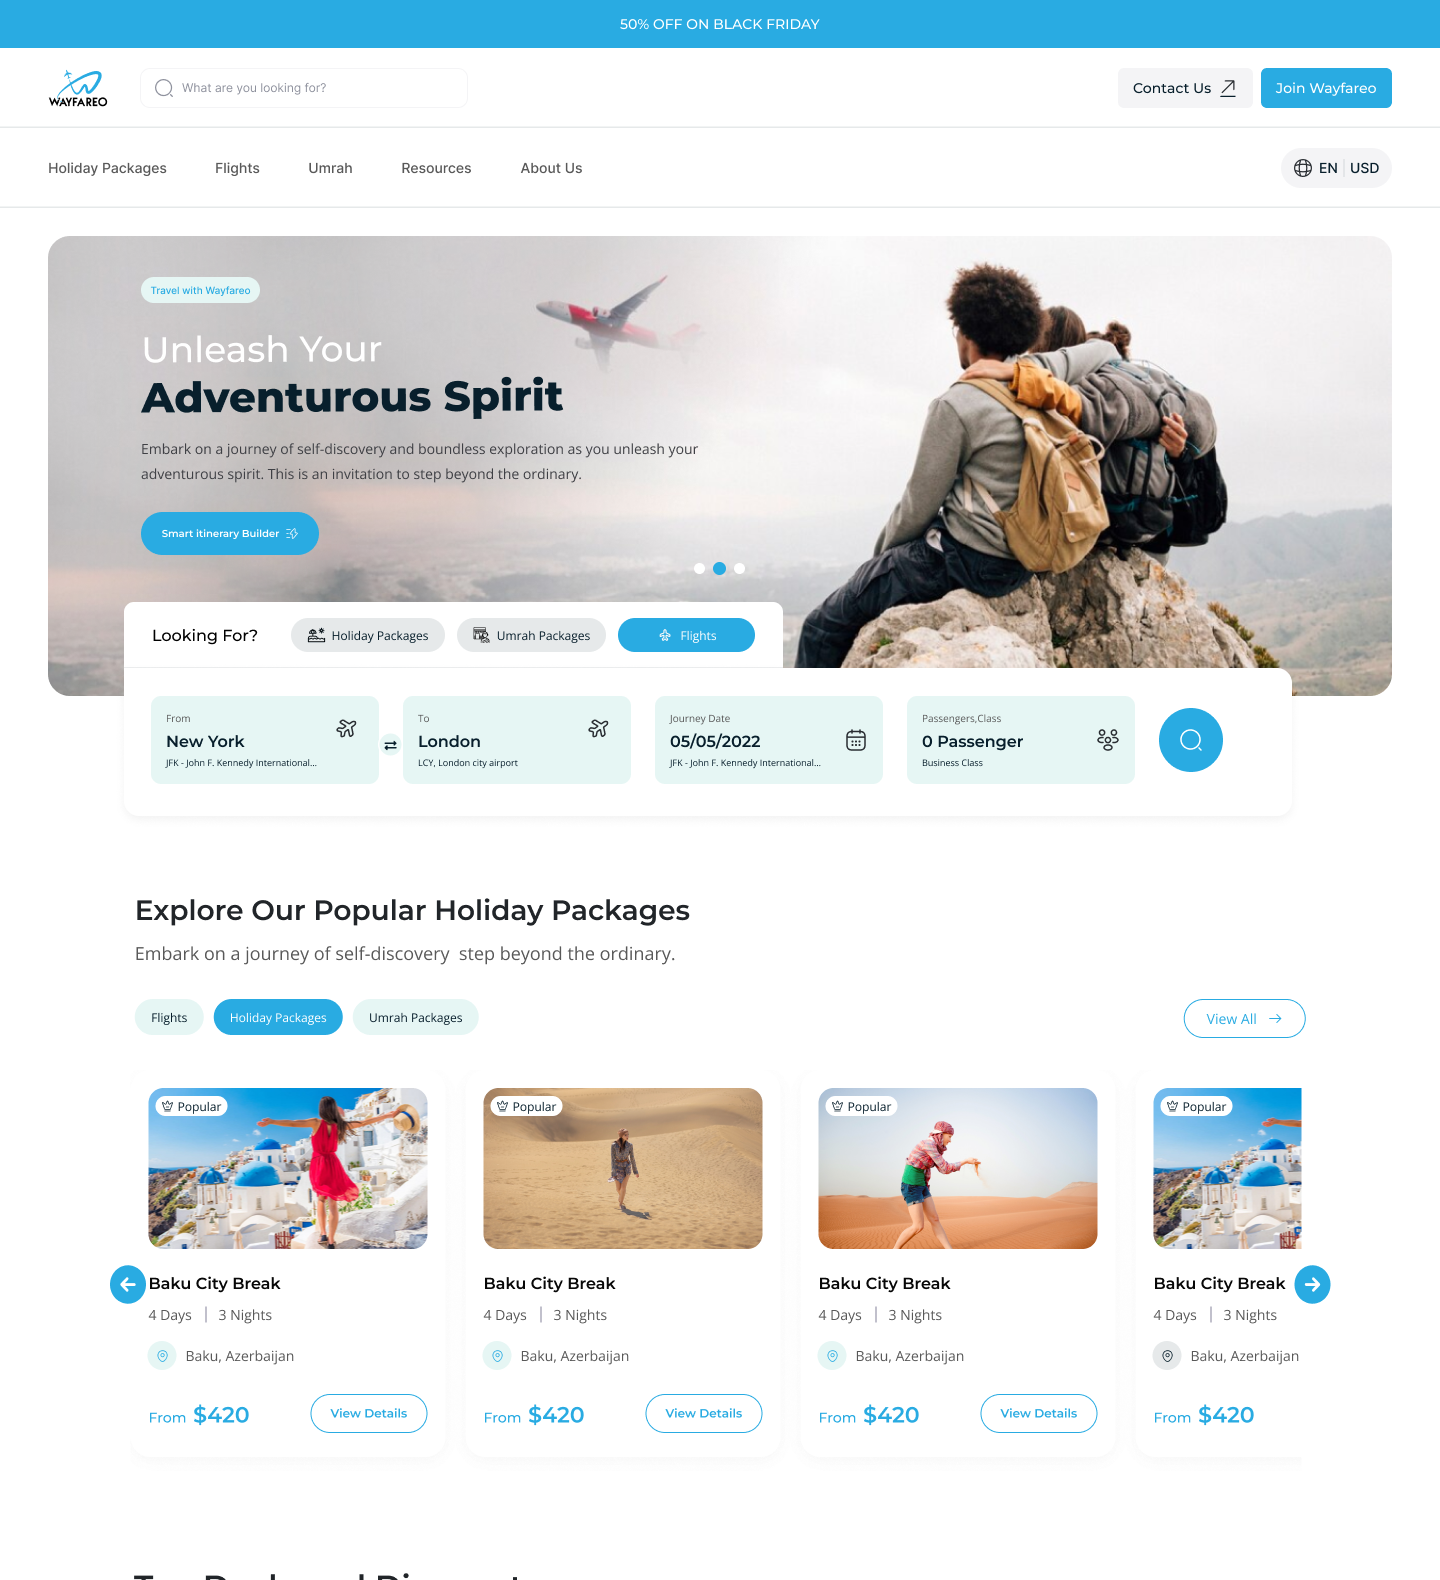 50% OFF ON BLACK FRIDAY
WAYFAREO
What are you looking for?
Contact Us
Join Wayfareo
Holiday Packages
Flights
Umrah
Resources
About Us
EN | USD
Travel with Wayfareo
Unleash Your
Adventurous Spirit
Embark on a journey of self-discovery and boundless exploration as you unleash your
adventurous spirit. This is an invitation to step beyond the ordinary.
Smart itinerary Builder
Looking For?
Holiday Packages
Umrah Packages
Flights
From
New York
JFK - John F. Kennedy International...
To
London
LCY, London city airport
Journey Date
05/05/2022
JFK - John F. Kennedy International...
Passengers,Class
0 Passenger
Business Class
Explore Our Popular Holiday Packages
Embark on a journey of self-discovery  step beyond the ordinary.
Flights
Holiday Packages
Umrah Packages
View All
Popular
Baku City Break
4 Days | 3 Nights
Baku, Azerbaijan
From $420
View Details
Popular
Baku City Break
4 Days | 3 Nights
Baku, Azerbaijan
From $420
View Details
Popular
Baku City Break
4 Days | 3 Nights
Baku, Azerbaijan
From $420
View Details
Popular
Baku City Break
4 Days | 3 Nights
Baku, Azerbaijan
From $420